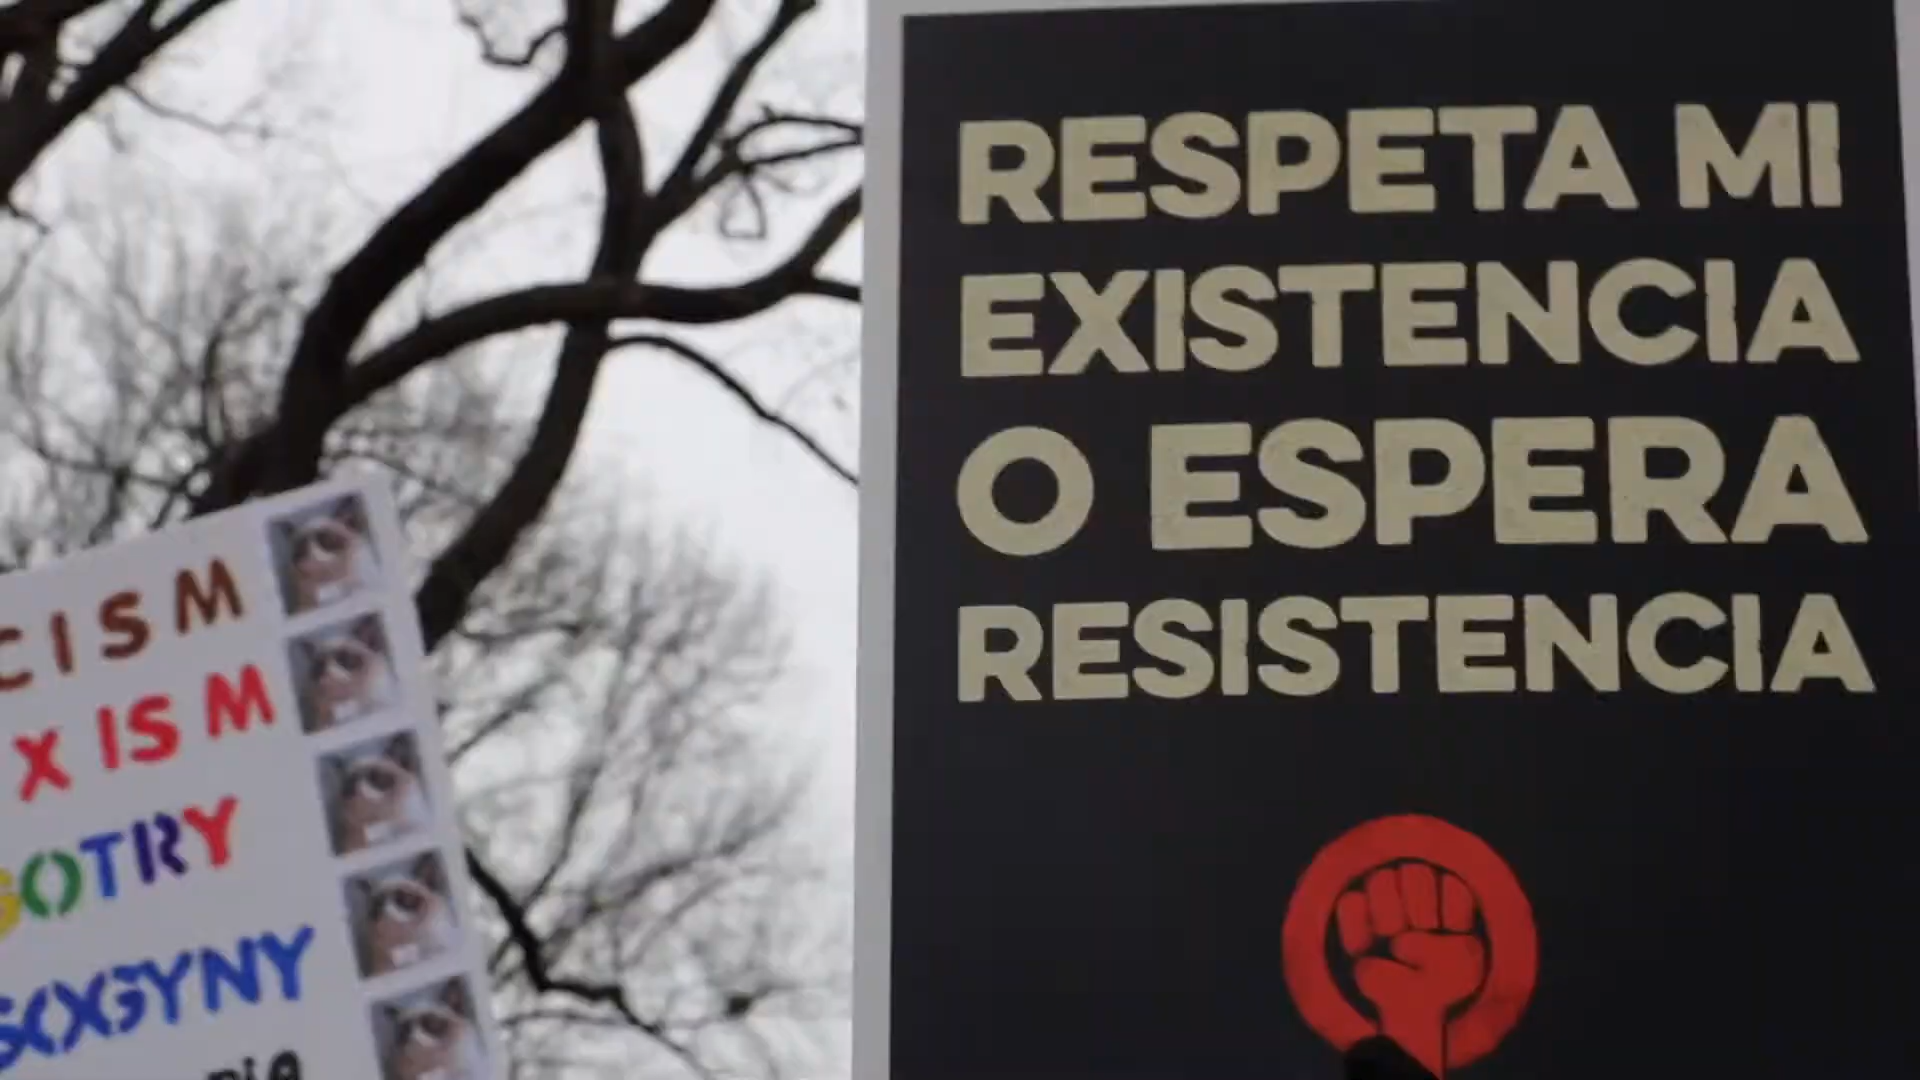 RESPETA MI
EXISTENCIA
O ESPERA
RESISTENCIA
CISM
XISM
GOTRY
SOGYNY